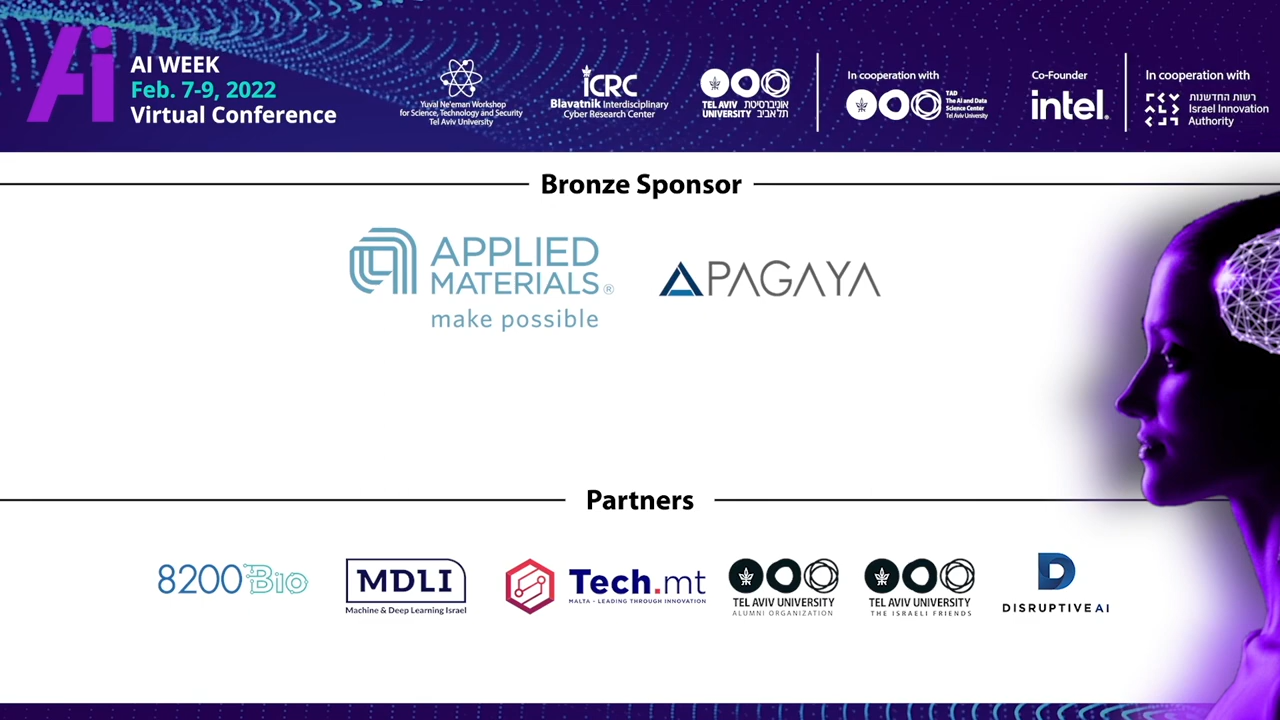 Ai
AI WEEK
Feb. 7-9, 2022
Virtual Conference
Yuval Ne'eman Workshop
for Science, Technology and Security
Tel Aviv University
iCRC
Blavatnik Interdisciplinary
Cyber Research Center
TEL AVIV אוניברסיטת
UNIVERSITY תל אביב
In cooperation with
TAD
The AI and Data
Science Center
Tel Aviv University
Co-Founder
intel.
In cooperation with
רשות החדשנות
Israel Innovation
Authority
Bronze Sponsor
APPLIED
MATERIALS®
make possible
PAGAYA
Partners
8200Bio
MDLI
Machine & Deep Learning Israel
Tech.mt
MALTA - LEADING THROUGH INNOVATION
TEL AVIV UNIVERSITY
ALUMNI ORGANIZATION
TEL AVIV UNIVERSITY
THE ISRAELI FRIENDS
D
DISRUPTIVE AI